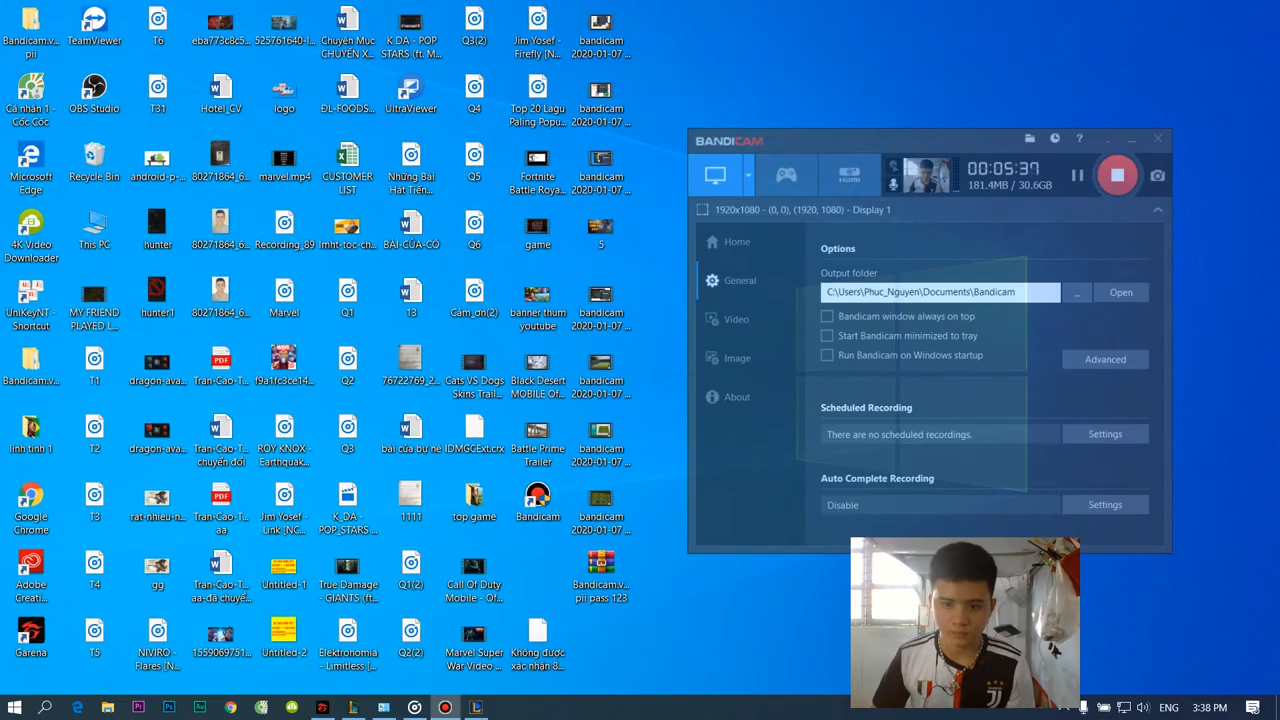 Bandicam.v...
pii
TeamViewer
T6
eba773c8c5...
525761640-l...
Chuyên Mục
CHUYỆN X...
K DA - POP
STARS (ft. M...
Q3(2)
Jim Yosef -
Firefly [N...
bandicam
2020-01-07 ...
Cá nhân 1 -
Cốc Cốc
OBS Studio
T31
Hotel_CV
logo
ĐL-FOODS...
UltraViewer
Q4
Top 20 Lagu
Paling Popu...
bandicam
2020-01-07 ...
Microsoft
Edge
Recycle Bin
android-p-...
80271864_6...
marvel.mp4
CUSTOMER
LIST
Những Bài
Hát Tiến...
Q5
Fortnite
Battle Royal...
bandicam
2020-01-07 ...
4K Video
Downloader
This PC
hunter
80271864_6...
Recording_89
lmht-toc-ch...
BÀI-CỦA-CÔ
Q6
game
5
UniKeyNT -
Shortcut
MY FRIEND
PLAYED L...
hunter1
80271864_6...
Marvel
Q1
13
Cảm_ơn(2)
banner thum
youtube
bandicam
2020-01-07 ...
Bandicam.v...
T1
dragon-ava...
Tran-Cao-T...
f9a1fc3ce14...
Q2
76722769_2...
Cats VS Dogs
Skins Trail...
Black Desert
MOBILE Of...
bandicam
2020-01-07 ...
linh tinh 1
T2
dragon-ava...
Tran-Cao-T...
chuyển đổi
ROY KNOX -
Earthquak...
Q3
bài của bự nè
IDMGCExt.crx
Battle Prime
Trailer
bandicam
2020-01-07 ...
Google
Chrome
T3
rat-nhieu-n...
Tran-Cao-T...
aa
Jim Yosef -
Link [NC...
K_DA -
POP_STARS ...
1111
top game
Bandicam
bandicam
2020-01-07 ...
Adobe
Creati...
T4
gg
Tran-Cao-T...
aa-đã chuyể...
Untitled-1
True Damage
- GIANTS (ft...
Q1(2)
Call Of Duty
Mobile - Of...
Bandicam.v...
pii pass 123
Garena
T5
NIVIRO -
Flares [N...
1559069751...
Untitled-2
Elektronomia
- Limitless [...
Q2(2)
Marvel Super
War Video ...
Không được
xác nhận 8...
BANDICAM
HDMI
00:05:37
181.4MB / 30.6GB
1920x1080 - (0, 0), (1920, 1080) - Display 1
Home
General
Video
Image
About
Options
Output folder
C:\Users\Phuc_Nguyen\Documents\Bandicam
...
Open
Bandicam window always on top
Start Bandicam minimized to tray
Run Bandicam on Windows startup
Advanced
Scheduled Recording
There are no scheduled recordings.
Settings
Auto Complete Recording
Disable
Settings
ENG
3:38 PM